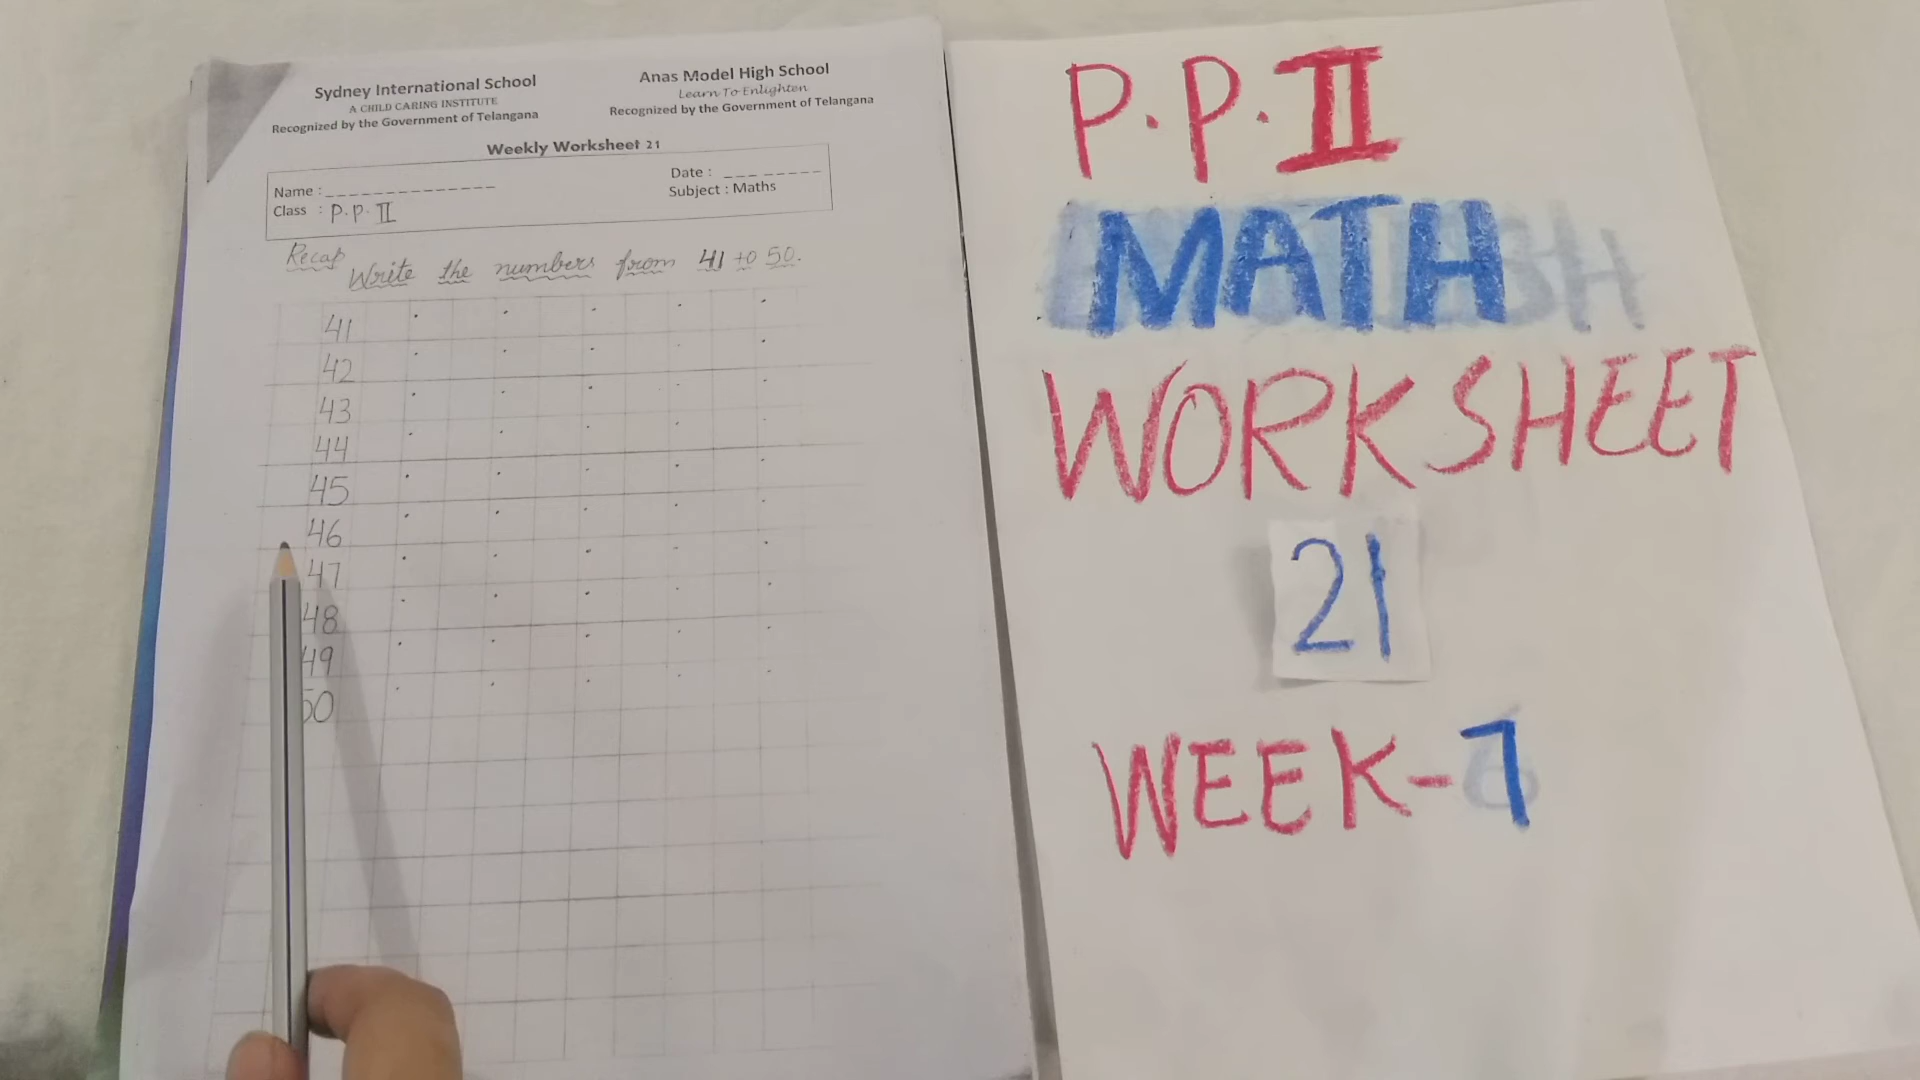 Sydney International School
A CHILD CARING INSTITUTE
Recognized by the Government of Telangana
Anas Model High School
Learn To Enlighten
Recognized by the Government of Telangana
Weekly Worksheet 21
Name : _ _ _ _ _ _ _ _ _ _ _ _ _ _
Date : _ _ _ _ _ _ _ _
Class : P.P. II
Subject : Maths
Recap
Write the numbers from 41 to 50.
41
42
43
44
45
46
47
48
49
50
P.P.II
MATH
WORKSHEET
21
WEEK-7